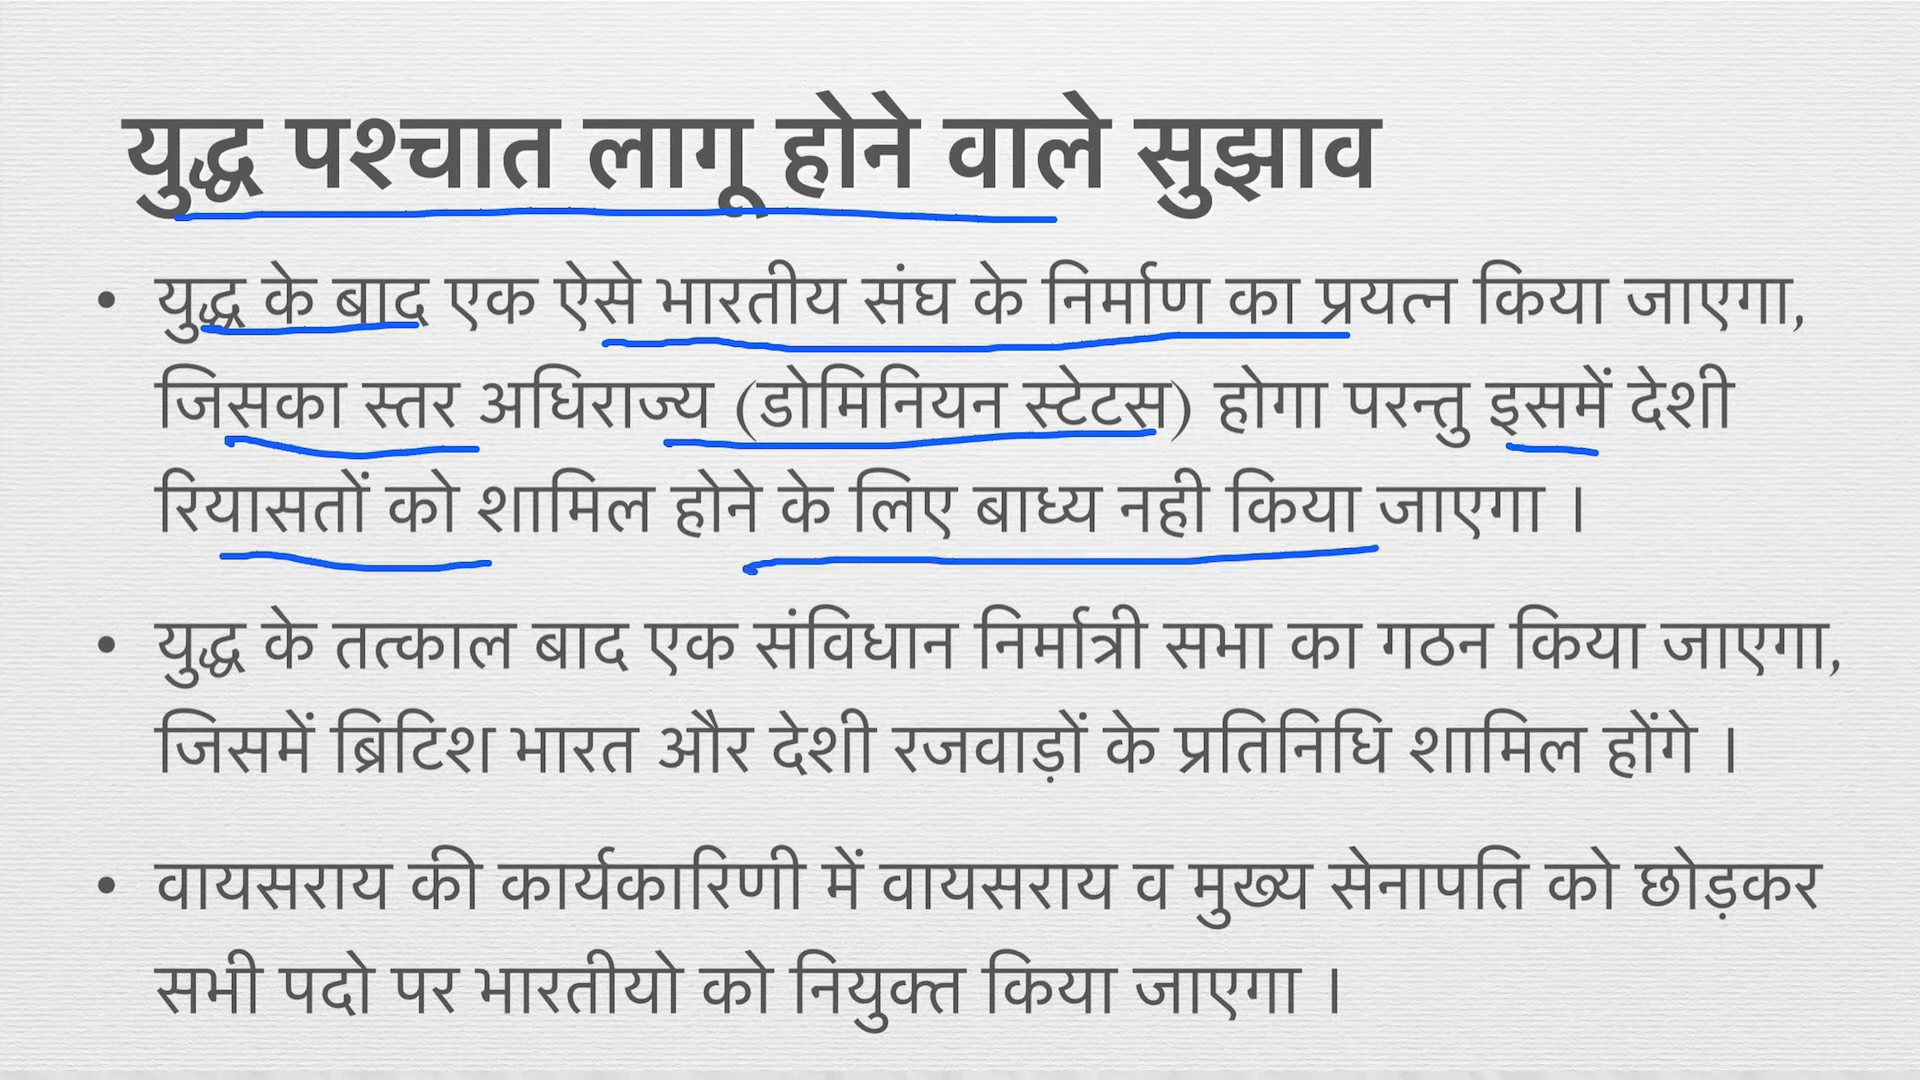 युद्ध पश्चात लागू होने वाले सुझाव
• युद्ध के बाद एक ऐसे भारतीय संघ के निर्माण का प्रयत्न किया जाएगा,
जिसका स्तर अधिराज्य (डोमिनियन स्टेटस) होगा परन्तु इसमें देशी
रियासतों को शामिल होने के लिए बाध्य नही किया जाएगा ।
• युद्ध के तत्काल बाद एक संविधान निर्मात्री सभा का गठन किया जाएगा,
जिसमें ब्रिटिश भारत और देशी रजवाड़ों के प्रतिनिधि शामिल होंगे ।
• वायसराय की कार्यकारिणी में वायसराय व मुख्य सेनापति को छोड़कर
सभी पदो पर भारतीयो को नियुक्त किया जाएगा ।